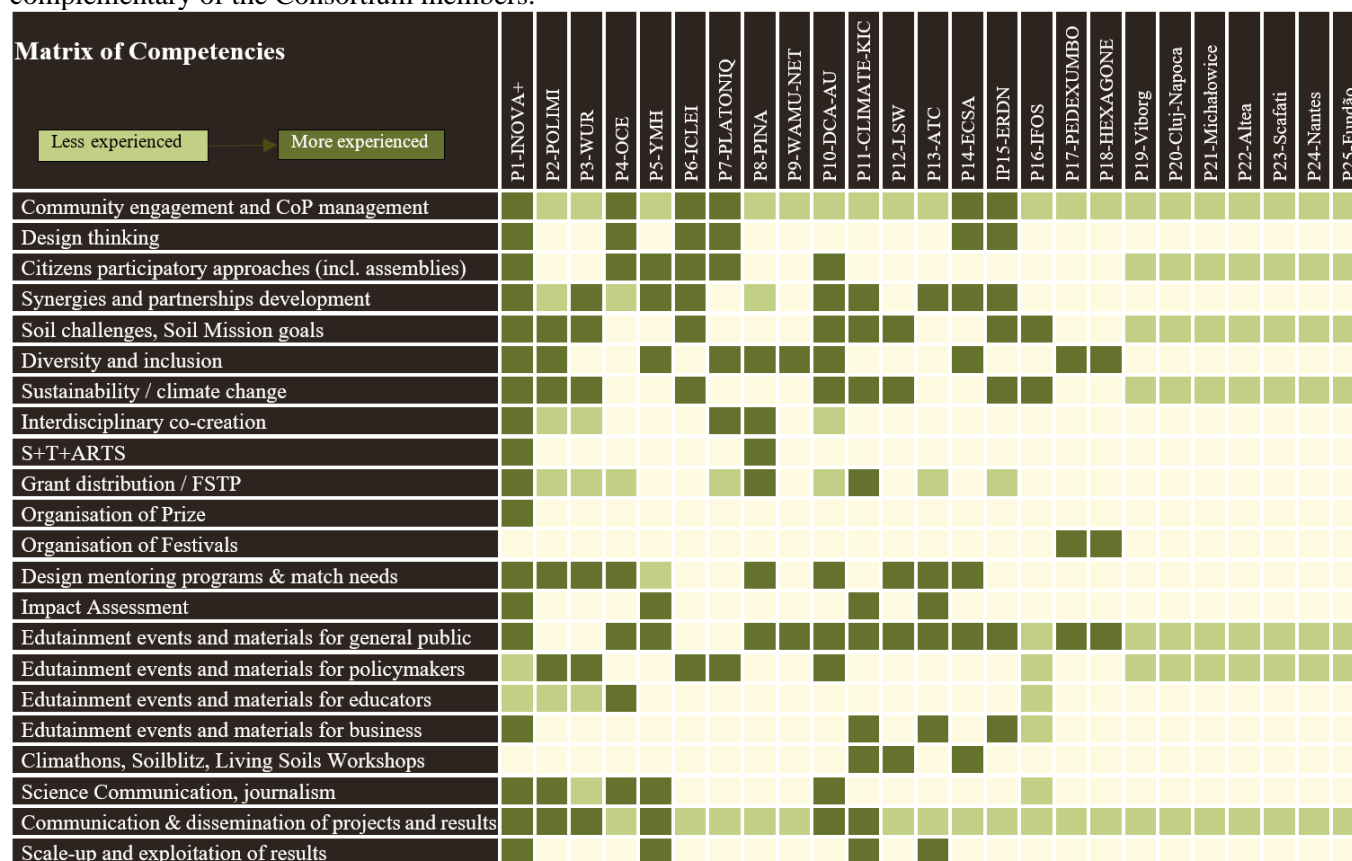 complementary of the Consortium members.
Matrix of Competencies
Less experienced
More experienced
P1-INOVA+
P2-POLIMI
P3-WUR
P4-OCE
P5-YMH
P6-ICLEI
P7-PLATONIQ
P8-PINA
P9-WAMU-NET
P10-DCA-AU
P11-CLIMATE-KIC
P12-LSW
P13-ATC
P14-ECSA
IP15-ERDN
P16-IFOS
P17-PEDEXUMBO
P18-HEXAGONE
P19-Viborg
P20-Cluj-Napoca
P21-Michałowice
P22-Altea
P23-Scafati
P24-Nantes
P25-Fundão
Community engagement and CoP management
Design thinking
Citizens participatory approaches (incl. assemblies)
Synergies and partnerships development
Soil challenges, Soil Mission goals
Diversity and inclusion
Sustainability / climate change
Interdisciplinary co-creation
S+T+ARTS
Grant distribution / FSTP
Organisation of Prize
Organisation of Festivals
Design mentoring programs & match needs
Impact Assessment
Edutainment events and materials for general public
Edutainment events and materials for policymakers
Edutainment events and materials for educators
Edutainment events and materials for business
Climathons, Soilblitz, Living Soils Workshops
Science Communication, journalism
Communication & dissemination of projects and results
Scale-up and exploitation of results